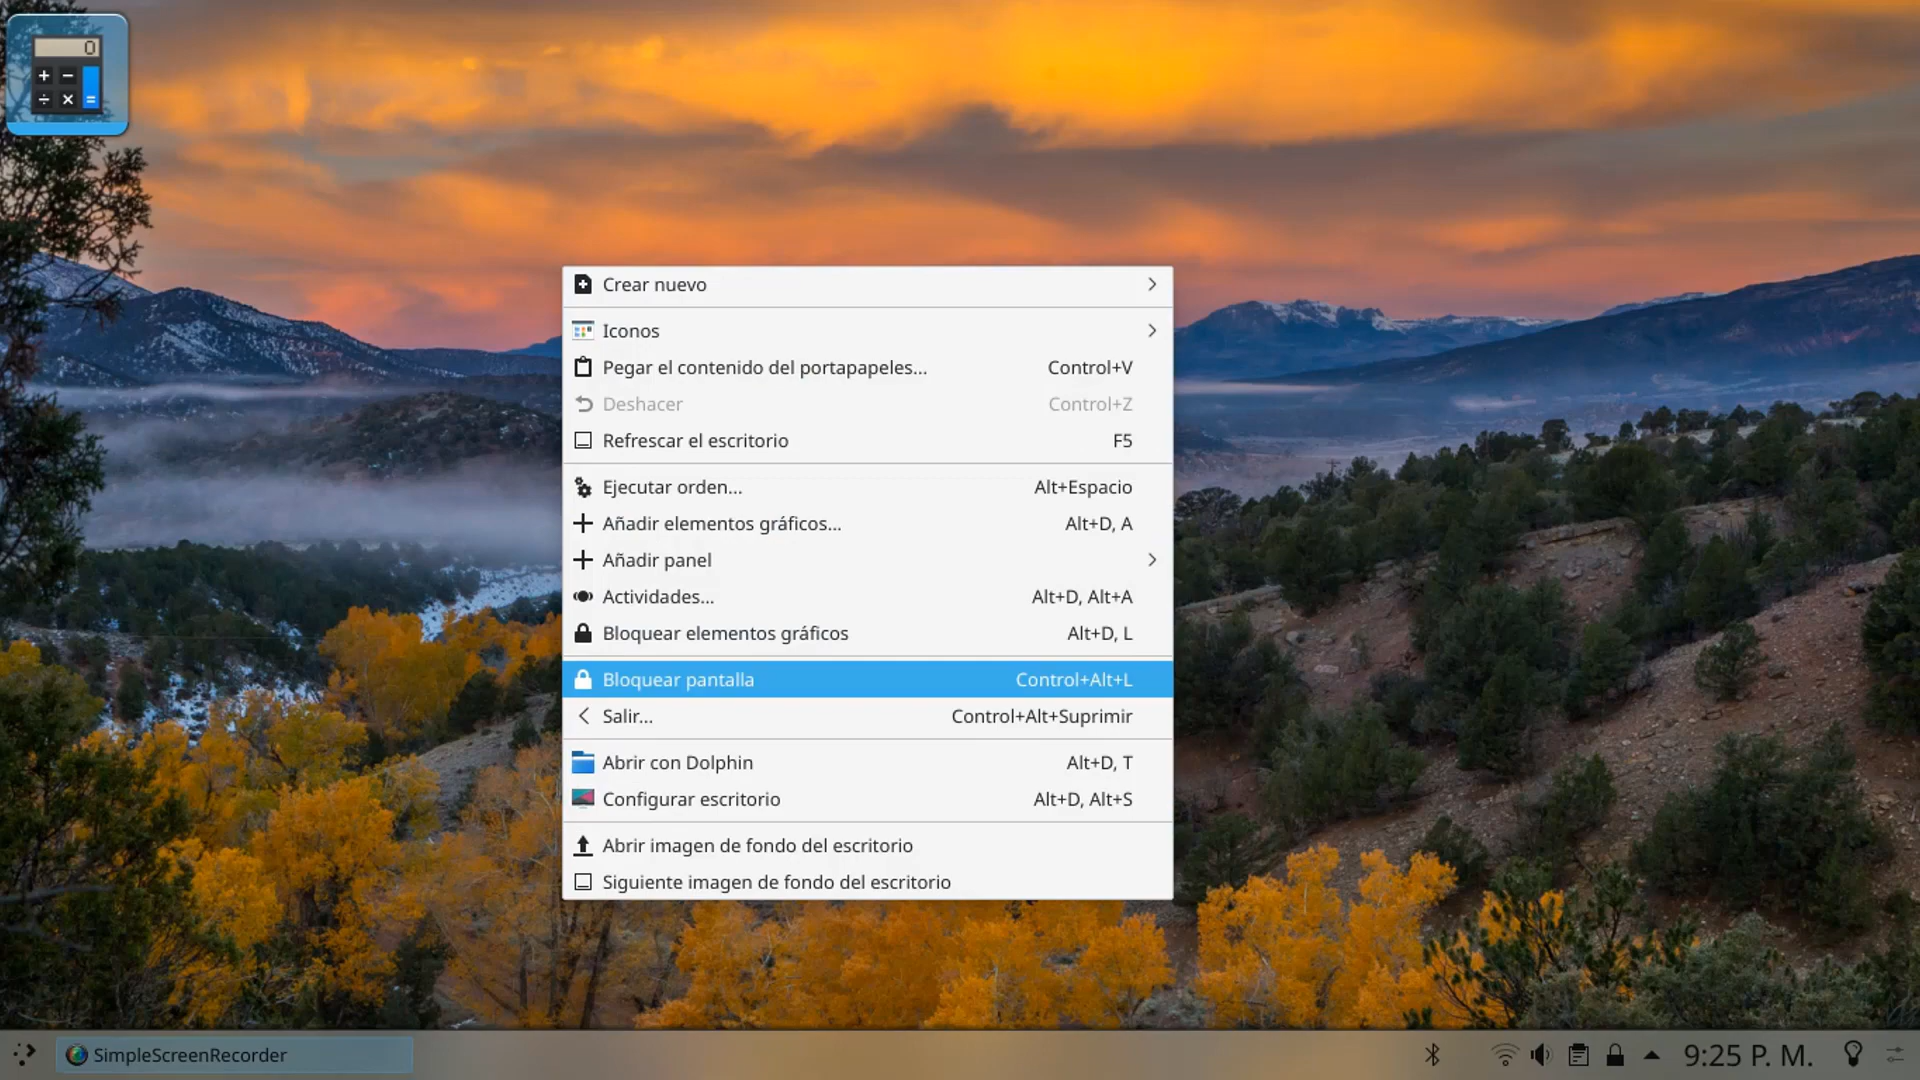 0
Crear nuevo
Iconos
Pegar el contenido del portapapeles... Control+V
Deshacer Control+Z
Refrescar el escritorio F5
Ejecutar orden... Alt+Espacio
Añadir elementos gráficos... Alt+D, A
Añadir panel
Actividades... Alt+D, Alt+A
Bloquear elementos gráficos Alt+D, L
Bloquear pantalla Control+Alt+L
Salir... Control+Alt+Suprimir
Abrir con Dolphin Alt+D, T
Configurar escritorio Alt+D, Alt+S
Abrir imagen de fondo del escritorio
Siguiente imagen de fondo del escritorio
SimpleScreenRecorder 9:25 P. M.